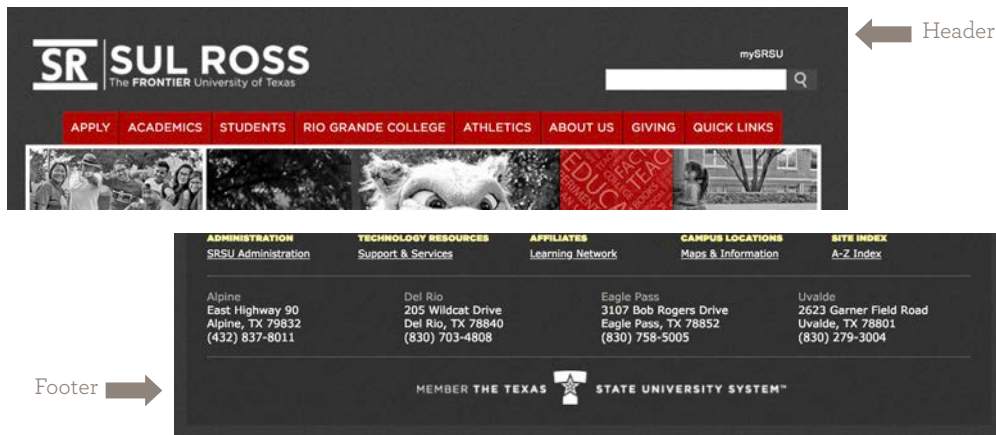 Header
SR SUL ROSS
The FRONTIER University of Texas
mySRSU
APPLY ACADEMICS STUDENTS RIO GRANDE COLLEGE ATHLETICS ABOUT US GIVING QUICK LINKS
EDUCA
FACT
TEACH
BOOKS
ADMINISTRATION TECHNOLOGY RESOURCES AFFILIATES CAMPUS LOCATIONS SITE INDEX
SRSU Administration Support & Services Learning Network Maps & Information A-Z Index
Alpine
East Highway 90
Alpine, TX 79832
(432) 837-8011
Del Rio
205 Wildcat Drive
Del Rio, TX 78840
(830) 703-4808
Eagle Pass
3107 Bob Rogers Drive
Eagle Pass, TX 78852
(830) 758-5005
Uvalde
2623 Garner Field Road
Uvalde, TX 78801
(830) 279-3004
Footer
MEMBER THE TEXAS STATE UNIVERSITY SYSTEM™